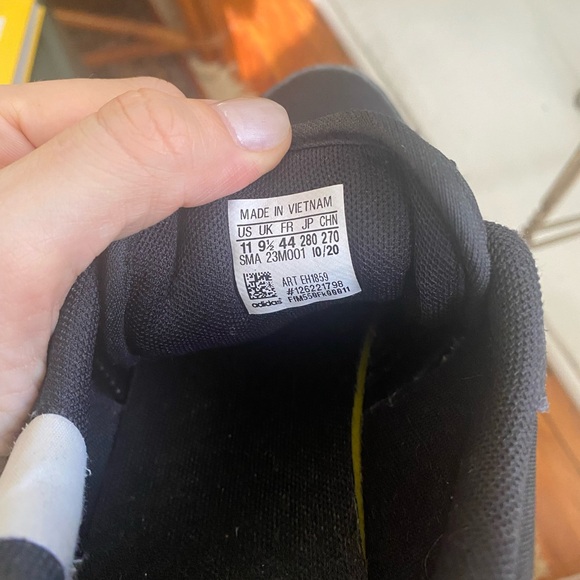 MADE IN VIETNAM
US UK FR JP CHN
11 9½ 44 280 270
SMA 23M001 10/20
ART EH1859
#126221798
adidas